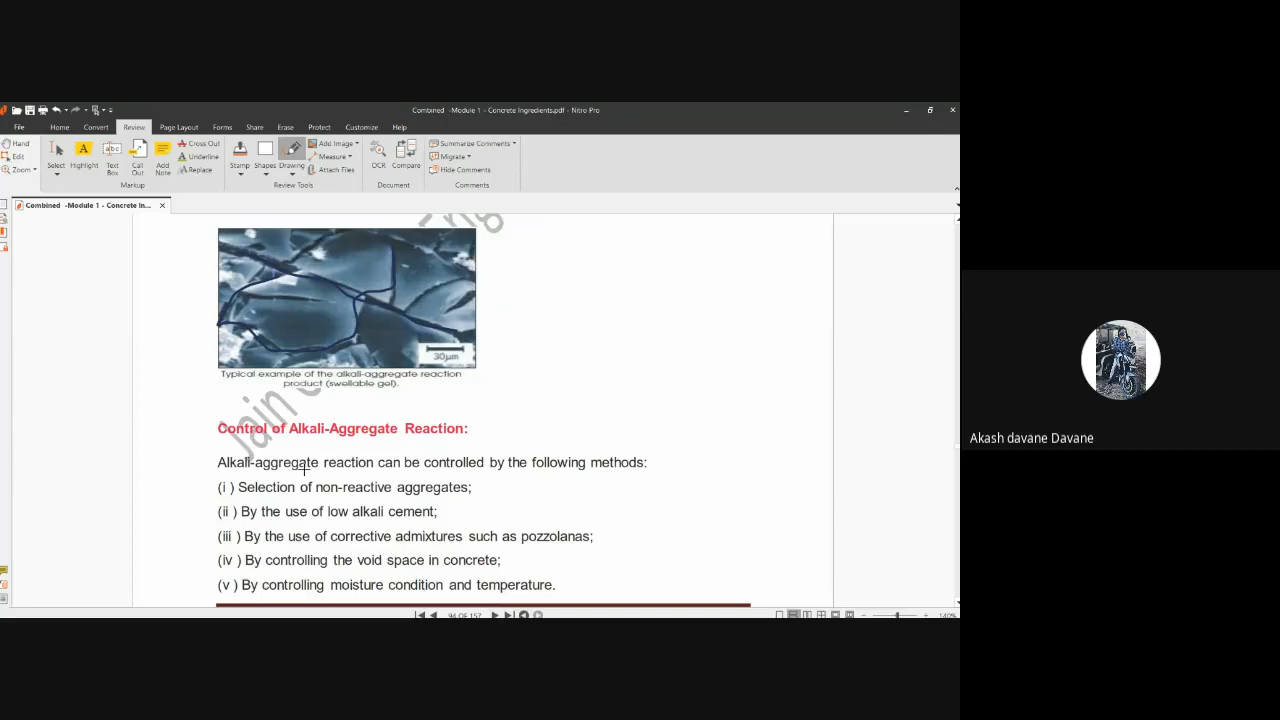 Combined -Module 1 - Concrete Ingredients.pdf - Nitro Pro
File Home Convert Review Page Layout Forms Share Erase Protect Customize Help
Hand
Edit
Zoom
Select Highlight Text Box Call Out Add Note
Cross Out
Underline
Replace
Markup
Stamp Shapes Drawing
Add Image
Measure
Attach Files
Review Tools
OCR Compare
Document
Summarize Comments
Migrate
Hide Comments
Comments
Combined -Module 1 - Concrete In...
30µm
Typical example of the alkali-aggregate reaction
product (swellable gel).
Jain
Eng
Control of Alkali-Aggregate Reaction:
Alkali-aggregate reaction can be controlled by the following methods:
(i ) Selection of non-reactive aggregates;
(ii ) By the use of low alkali cement;
(iii ) By the use of corrective admixtures such as pozzolanas;
(iv ) By controlling the void space in concrete;
(v ) By controlling moisture condition and temperature.
94 OF 157
140%
Akash davane Davane